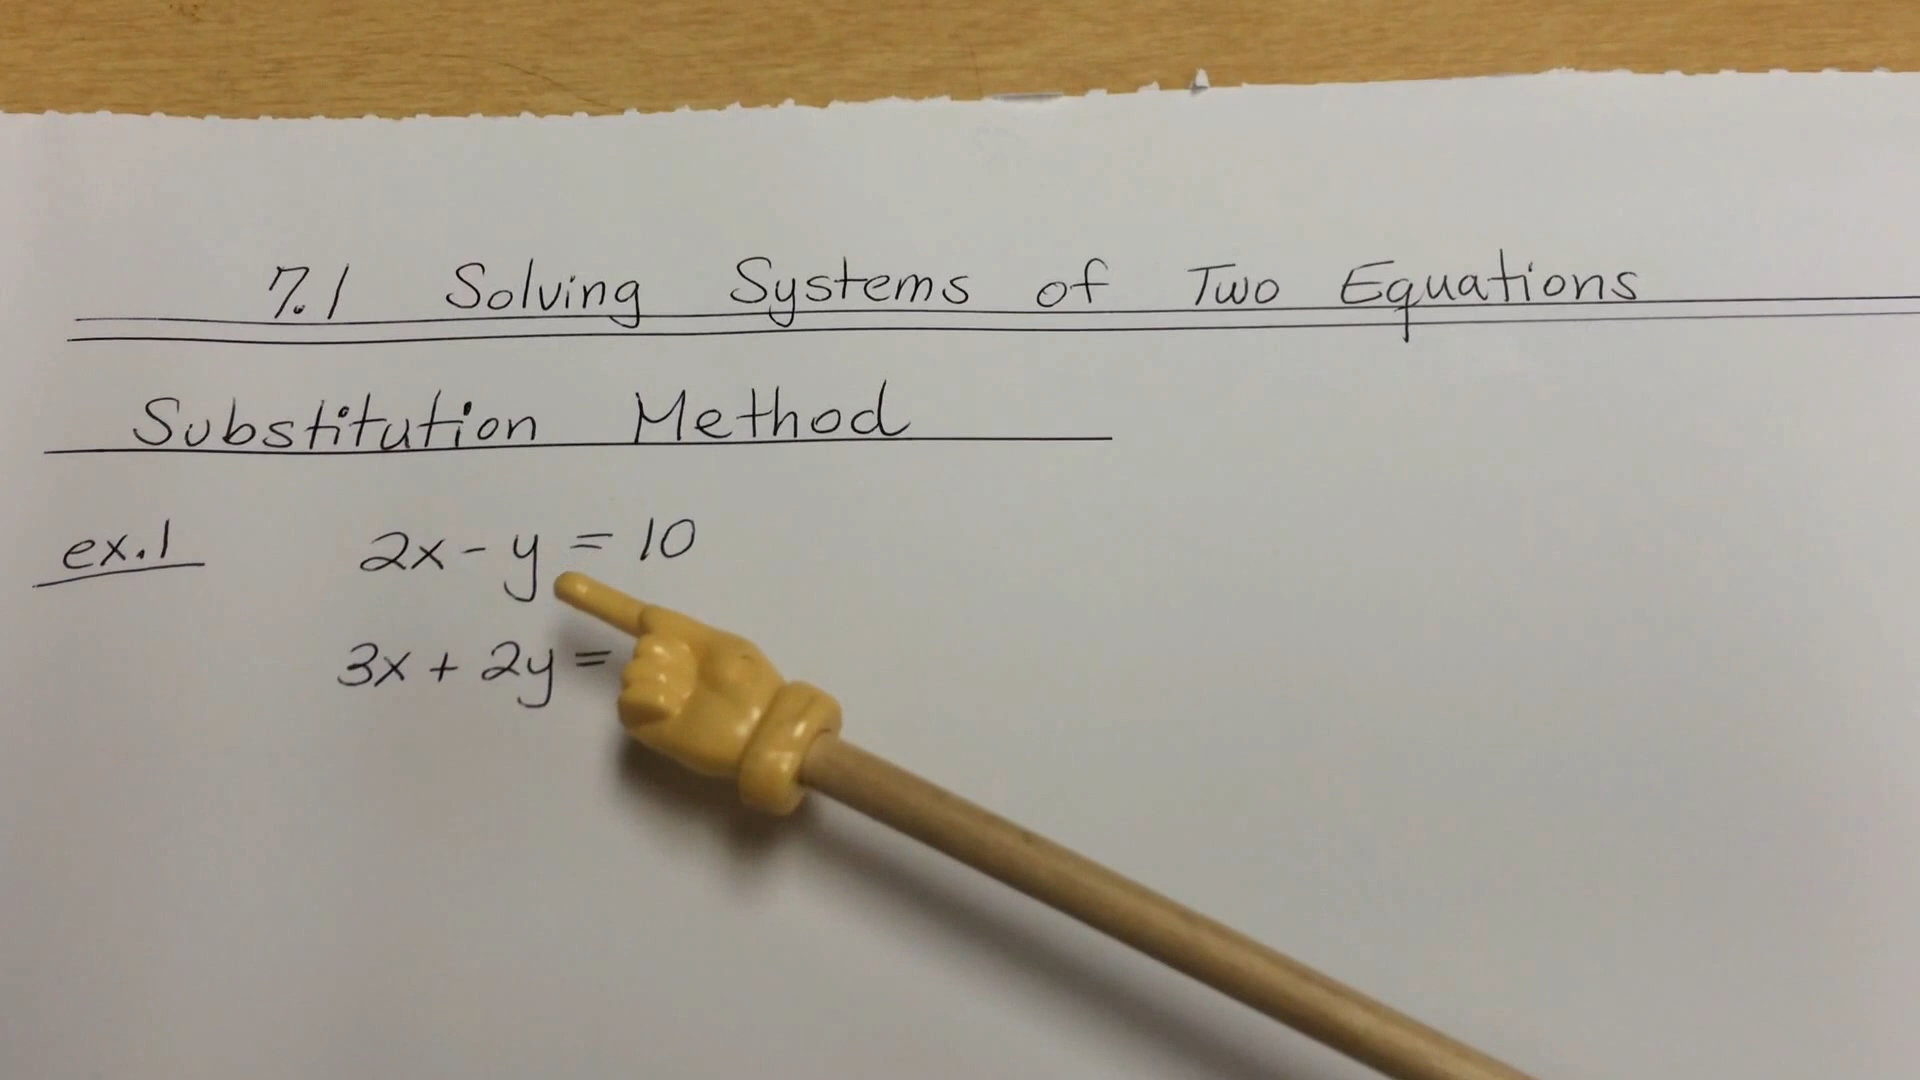 7.1 Solving Systems of Two Equations
Substitution Method
ex.1 2x - y = 10
3x + 2y =